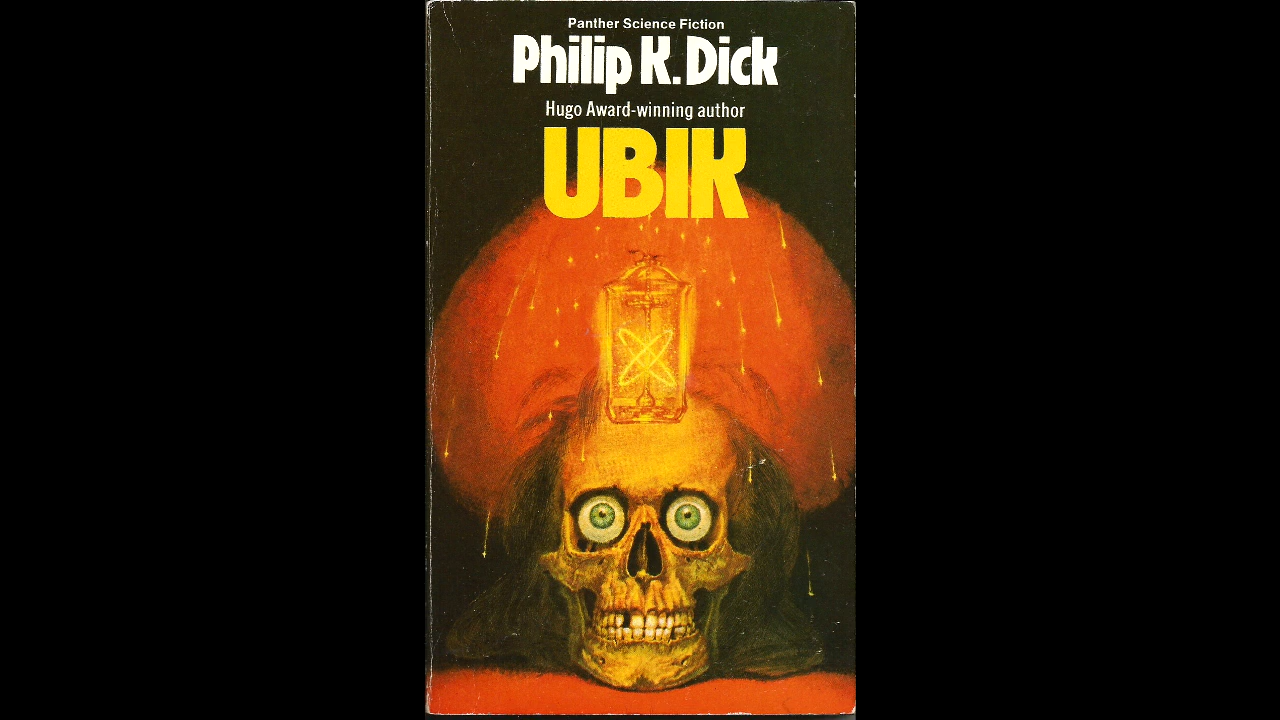 Panther Science Fiction
Philip K. Dick
Hugo Award-winning author
UBIK